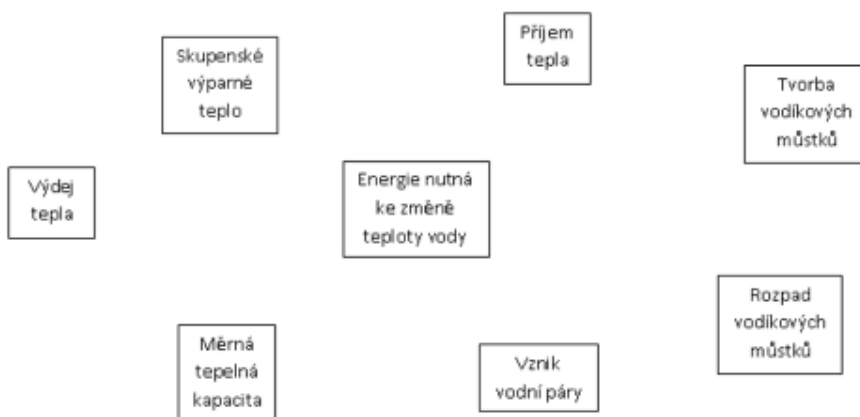 Příjem
tepla
Skupenské
výparné
teplo
Tvorba
vodíkových
můstků
Výdej
tepla
Energie nutná
ke změně
teploty vody
Rozpad
vodíkových
můstků
Měrná
tepelná
kapacita
Vznik
vodní páry